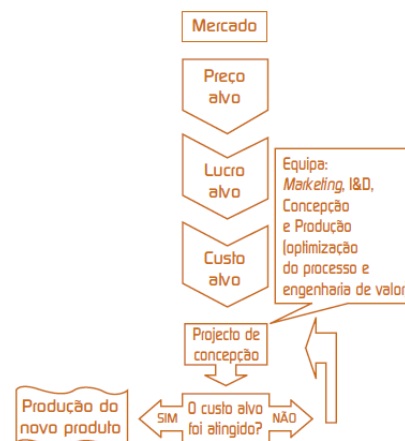 Mercado
Preço
alvo
Lucro
alvo
Equipa:
Marketing, I&D,
Concepção
e Produção
(optimização
do processo e
engenharia de valor
Custo
alvo
Projecto de
concepção
Produção do
novo produto
SIM
O custo alvo
foi atingido?
NÃO